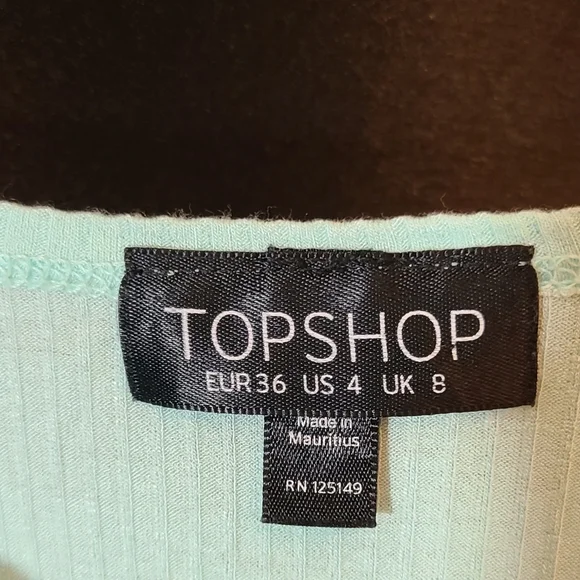 TOPSHOP
EUR 36 US 4 UK 8
Made in
Mauritius
RN 125149